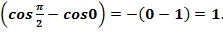 (cos π/2 − cos0) = −(0 − 1) = 1.